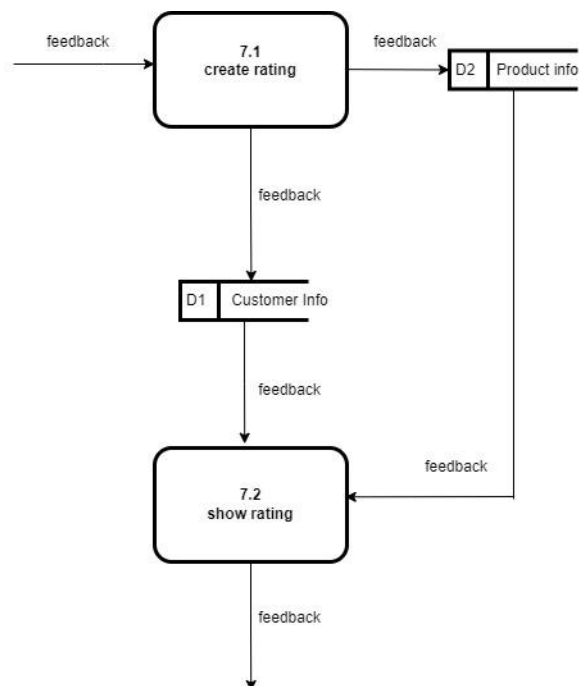 feedback
7.1
create rating
feedback
D2
Product info
feedback
D1
Customer Info
feedback
feedback
7.2
show rating
feedback